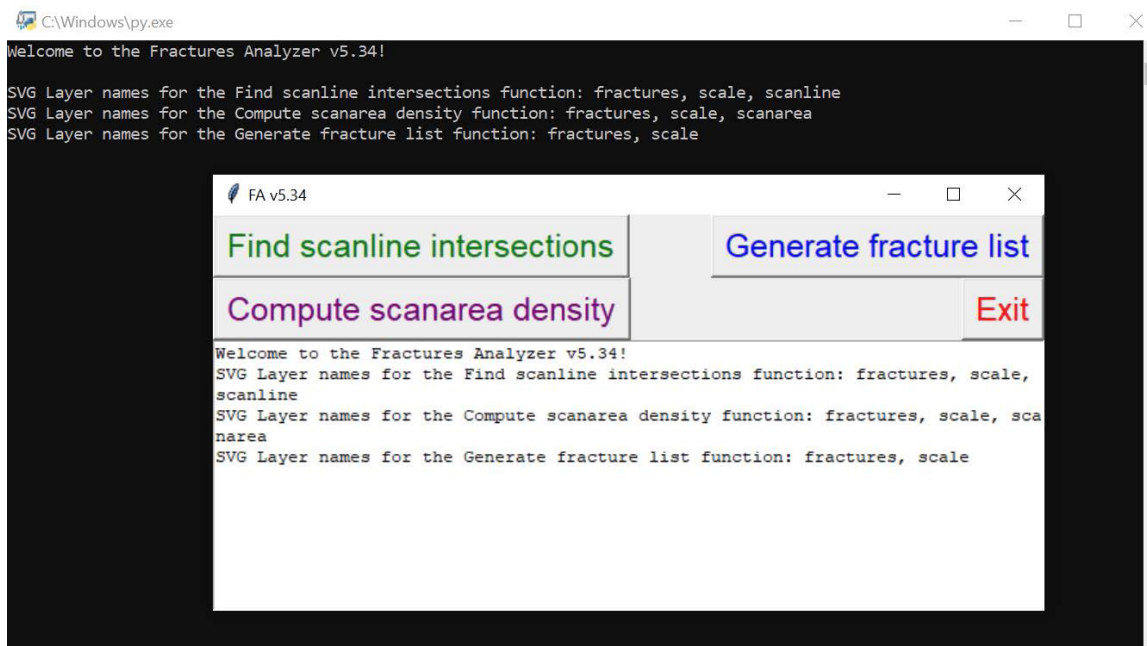 C:\Windows\py.exe
Welcome to the Fractures Analyzer v5.34!
SVG Layer names for the Find scanline intersections function: fractures, scale, scanline
SVG Layer names for the Compute scanarea density function: fractures, scale, scanarea
SVG Layer names for the Generate fracture list function: fractures, scale
FA v5.34
Find scanline intersections
Generate fracture list
Compute scanarea density
Exit
Welcome to the Fractures Analyzer v5.34!
SVG Layer names for the Find scanline intersections function: fractures, scale,
scanline
SVG Layer names for the Compute scanarea density function: fractures, scale, sca
narea
SVG Layer names for the Generate fracture list function: fractures, scale